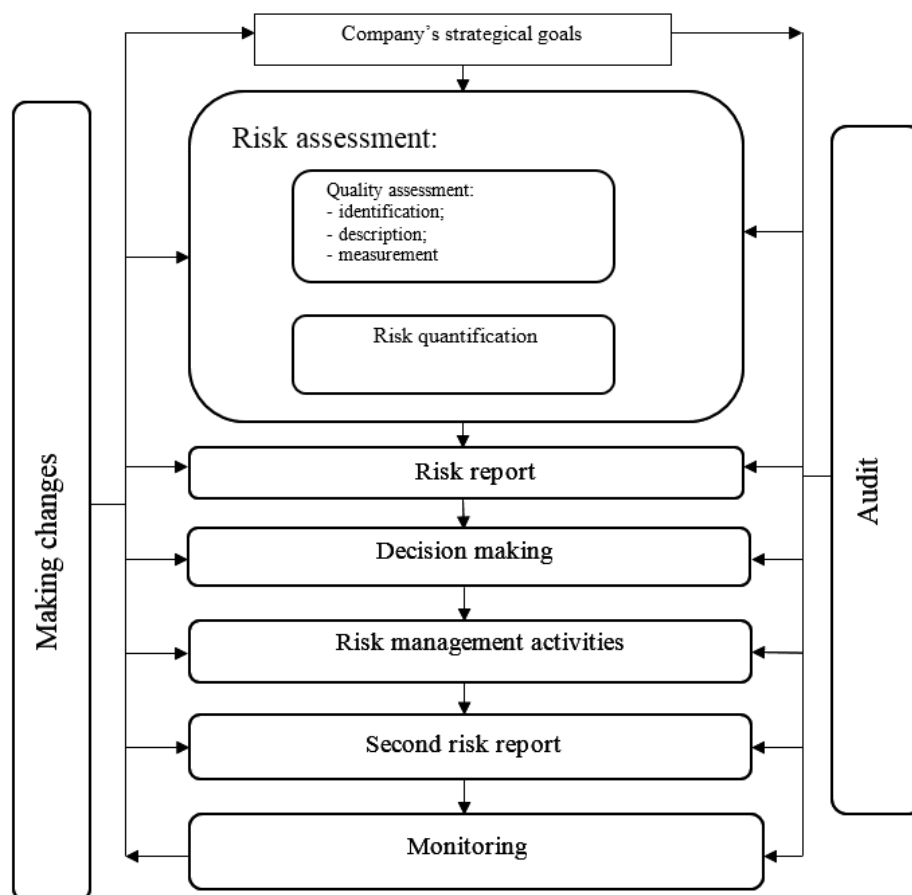 Company’s strategical goals
Risk assessment:
Quality assessment:
- identification;
- description;
- measurement
Risk quantification
Risk report
Decision making
Risk management activities
Second risk report
Monitoring
Making changes
Audit